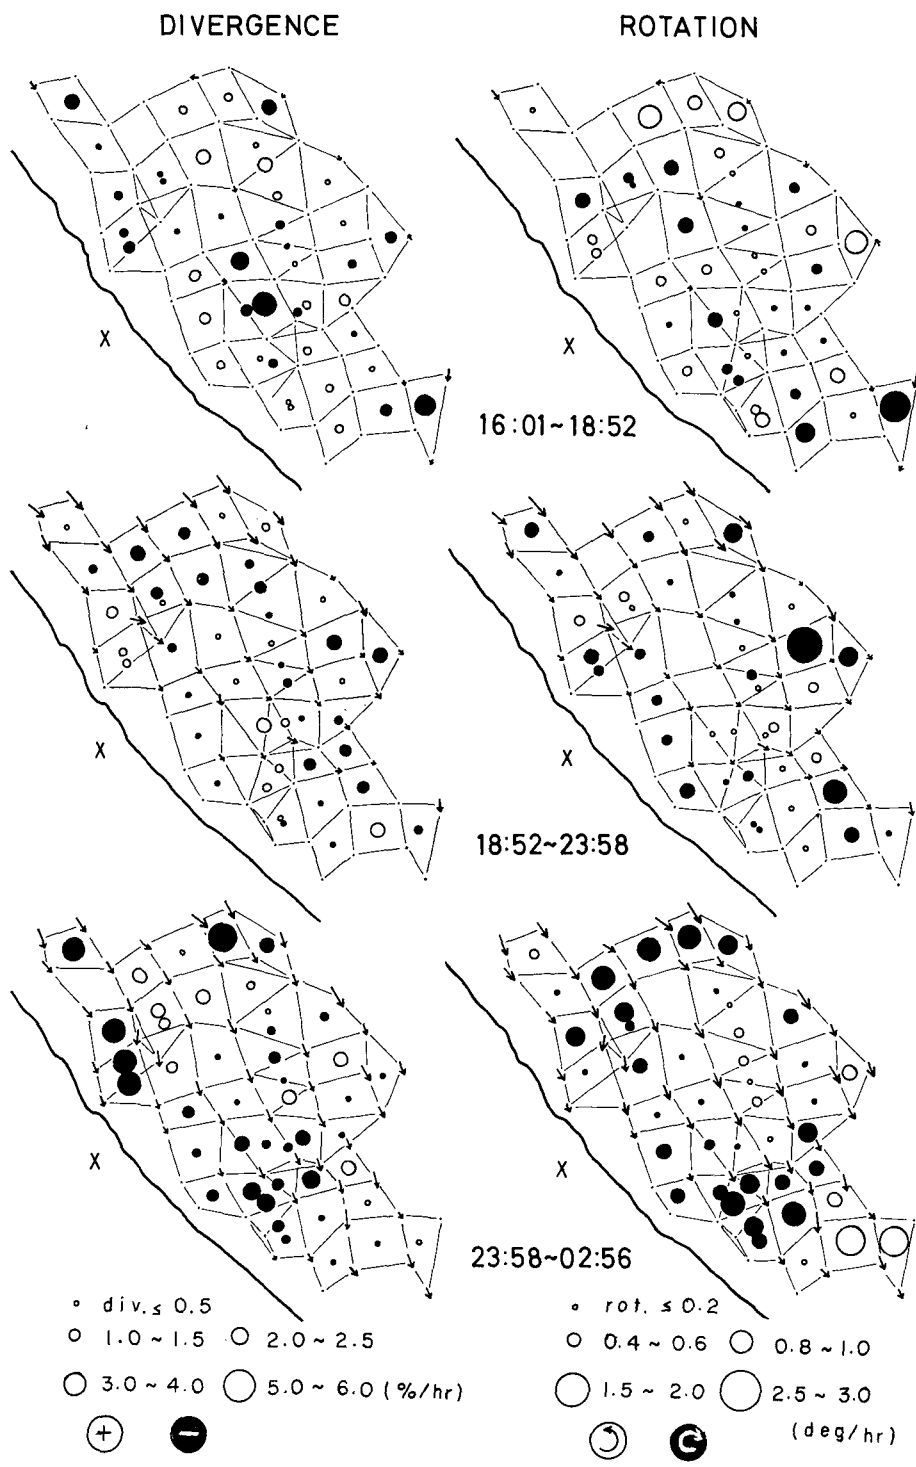 DIVERGENCE ROTATION
X X
16:01~18:52
X X
18:52~23:58
X X
23:58~02:56
div. ≤ 0.5 rot. ≤ 0.2
1.0 ~ 1.5 2.0 ~ 2.5 0.4 ~ 0.6 0.8 ~ 1.0
3.0 ~ 4.0 5.0 ~ 6.0 (%/hr) 1.5 ~ 2.0 2.5 ~ 3.0
+ − (deg/hr)